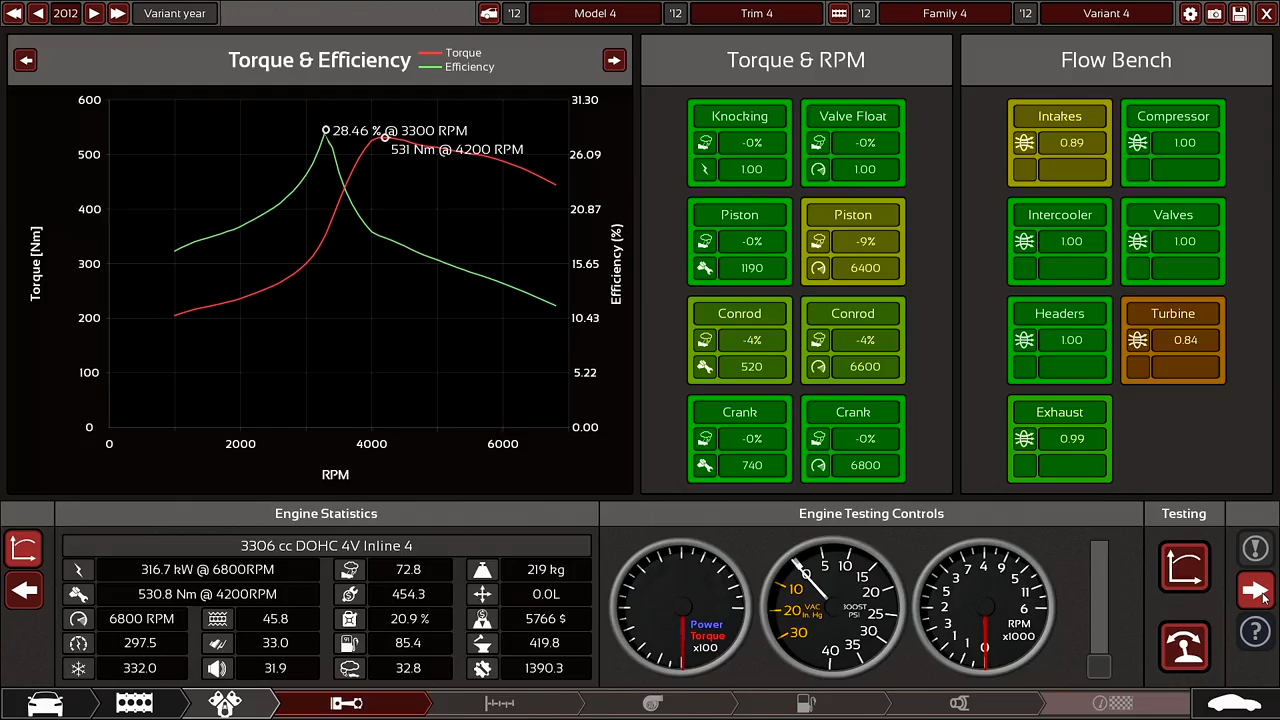 2012 Variant year '12 Model 4 '12 Trim 4 '12 Family 4 '12 Variant 4
Torque & Efficiency
Torque
Efficiency
Torque & RPM
Flow Bench
600 31.30
28.46 % @ 3300 RPM
531 Nm @ 4200 RPM
500 26.09
400 20.87
300 15.65
200 10.43
100 5.22
0 0.00
0 2000 4000 6000
Torque [Nm]
Efficiency (%)
RPM
Knocking Valve Float
-0% -0%
1.00 1.00
Piston Piston
-0% -9%
1190 6400
Conrod Conrod
-4% -4%
520 6600
Crank Crank
-0% -0%
740 6800
Intakes Compressor
0.89 1.00
Intercooler Valves
1.00 1.00
Headers Turbine
1.00 0.84
Exhaust
0.99
Engine Statistics
3306 cc DOHC 4V Inline 4
316.7 kW @ 6800RPM 72.8 219 kg
530.8 Nm @ 4200RPM 454.3 0.0L
6800 RPM 45.8 20.9 % 5766 $
297.5 33.0 85.4 419.8
332.0 31.9 32.8 1390.3
Engine Testing Controls
Power
Torque
x100
0 5 10 15 20 25 30 35 40
10 20 30
VAC
In. Hg
BOOST
PSI
0 1 1 2 3 3 4 5 6 7 8 9 9 11
RPM
x1000
Testing